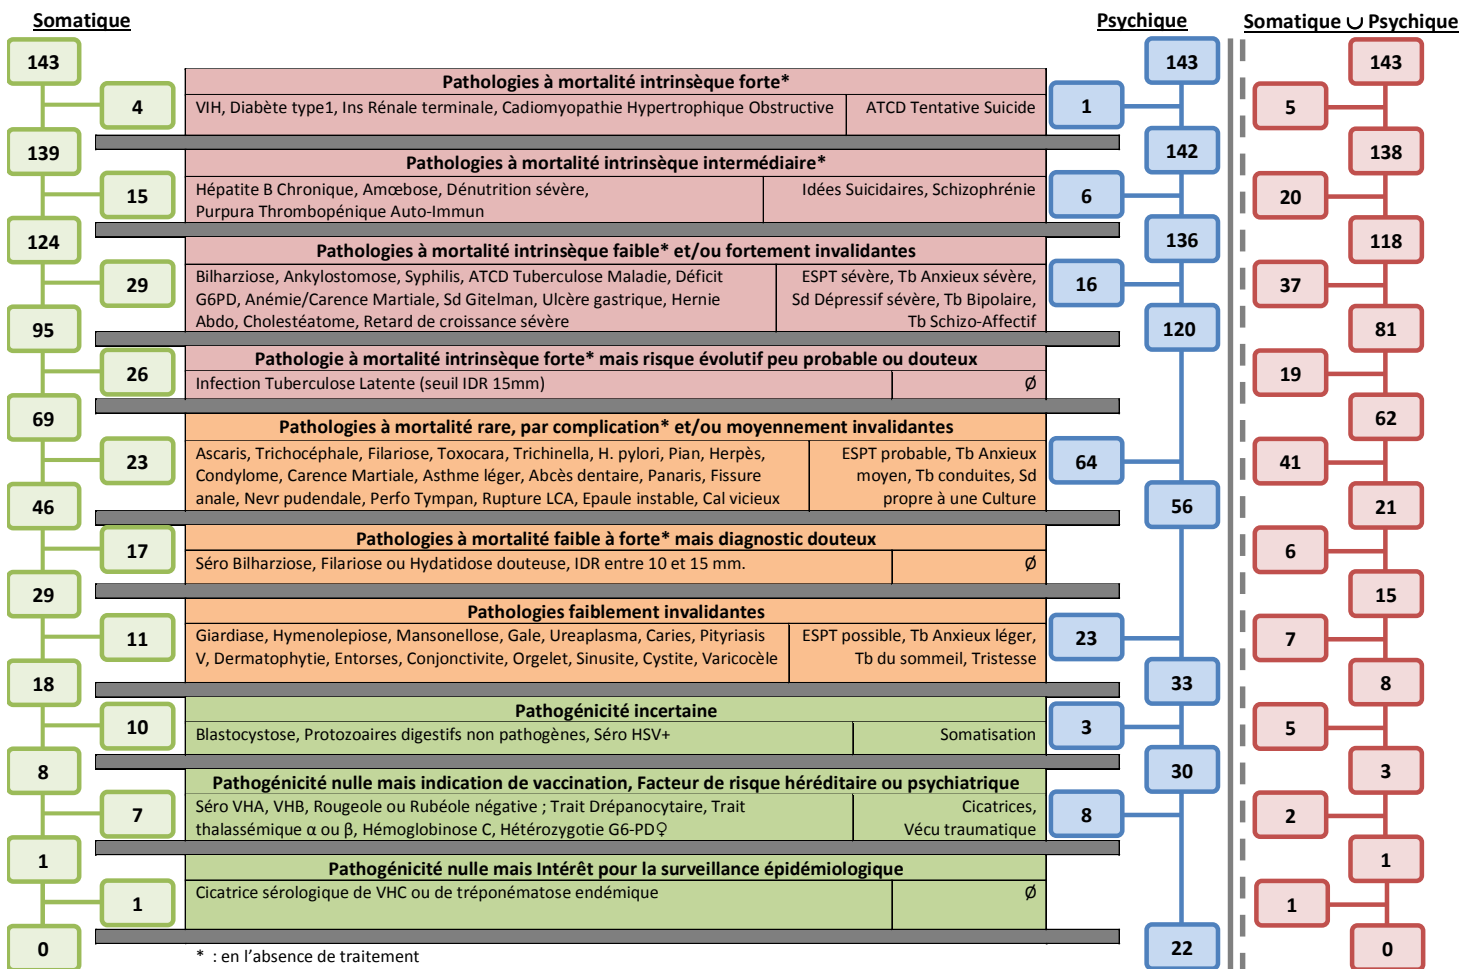 Somatique
Psychique
Somatique ∪ Psychique
143
143
143
Pathologies à mortalité intrinsèque forte*
4
VIH, Diabète type1, Ins Rénale terminale, Cadiomyopathie Hypertrophique Obstructive
ATCD Tentative Suicide
1
5
139
142
138
Pathologies à mortalité intrinsèque intermédiaire*
15
Hépatite B Chronique, Amœbose, Dénutrition sévère,
Purpura Thrombopénique Auto-Immun
Idées Suicidaires, Schizophrénie
6
20
124
136
118
Pathologies à mortalité intrinsèque faible* et/ou fortement invalidantes
29
Bilharziose, Ankylostomose, Syphilis, ATCD Tuberculose Maladie, Déficit
G6PD, Anémie/Carence Martiale, Sd Gitelman, Ulcère gastrique, Hernie
Abdo, Cholestéatome, Retard de croissance sévère
ESPT sévère, Tb Anxieux sévère,
Sd Dépressif sévère, Tb Bipolaire,
Tb Schizo-Affectif
16
37
95
120
81
Pathologie à mortalité intrinsèque forte* mais risque évolutif peu probable ou douteux
26
Infection Tuberculose Latente (seuil IDR 15mm)
Ø
19
69
62
Pathologies à mortalité rare, par complication* et/ou moyennement invalidantes
23
Ascaris, Trichocéphale, Filariose, Toxocara, Trichinella, H. pylori, Pian, Herpès,
Condylome, Carence Martiale, Asthme léger, Abcès dentaire, Panaris, Fissure
anale, Nevr pudendale, Perfo Tympan, Rupture LCA, Epaule instable, Cal vicieux
ESPT probable, Tb Anxieux
moyen, Tb conduites, Sd
propre à une Culture
64
41
46
56
21
Pathologies à mortalité faible à forte* mais diagnostic douteux
17
Séro Bilharziose, Filariose ou Hydatidose douteuse, IDR entre 10 et 15 mm.
Ø
6
29
15
Pathologies faiblement invalidantes
11
Giardiase, Hymenolepiose, Mansonellose, Gale, Ureaplasma, Caries, Pityriasis
V, Dermatophytie, Entorses, Conjonctivite, Orgelet, Sinusite, Cystite, Varicocèle
ESPT possible, Tb Anxieux léger,
Tb du sommeil, Tristesse
23
7
18
33
8
Pathogénicité incertaine
10
Blastocystose, Protozoaires digestifs non pathogènes, Séro HSV+
Somatisation
3
5
8
30
3
Pathogénicité nulle mais indication de vaccination, Facteur de risque héréditaire ou psychiatrique
7
Séro VHA, VHB, Rougeole ou Rubéole négative ; Trait Drépanocytaire, Trait
thalassémique α ou β, Hémoglobinose C, Hétérozygotie G6-PD♀
Cicatrices,
Vécu traumatique
8
2
1
1
Pathogénicité nulle mais Intérêt pour la surveillance épidémiologique
1
Cicatrice sérologique de VHC ou de tréponématose endémique
Ø
1
0
22
0
* : en l'absence de traitement